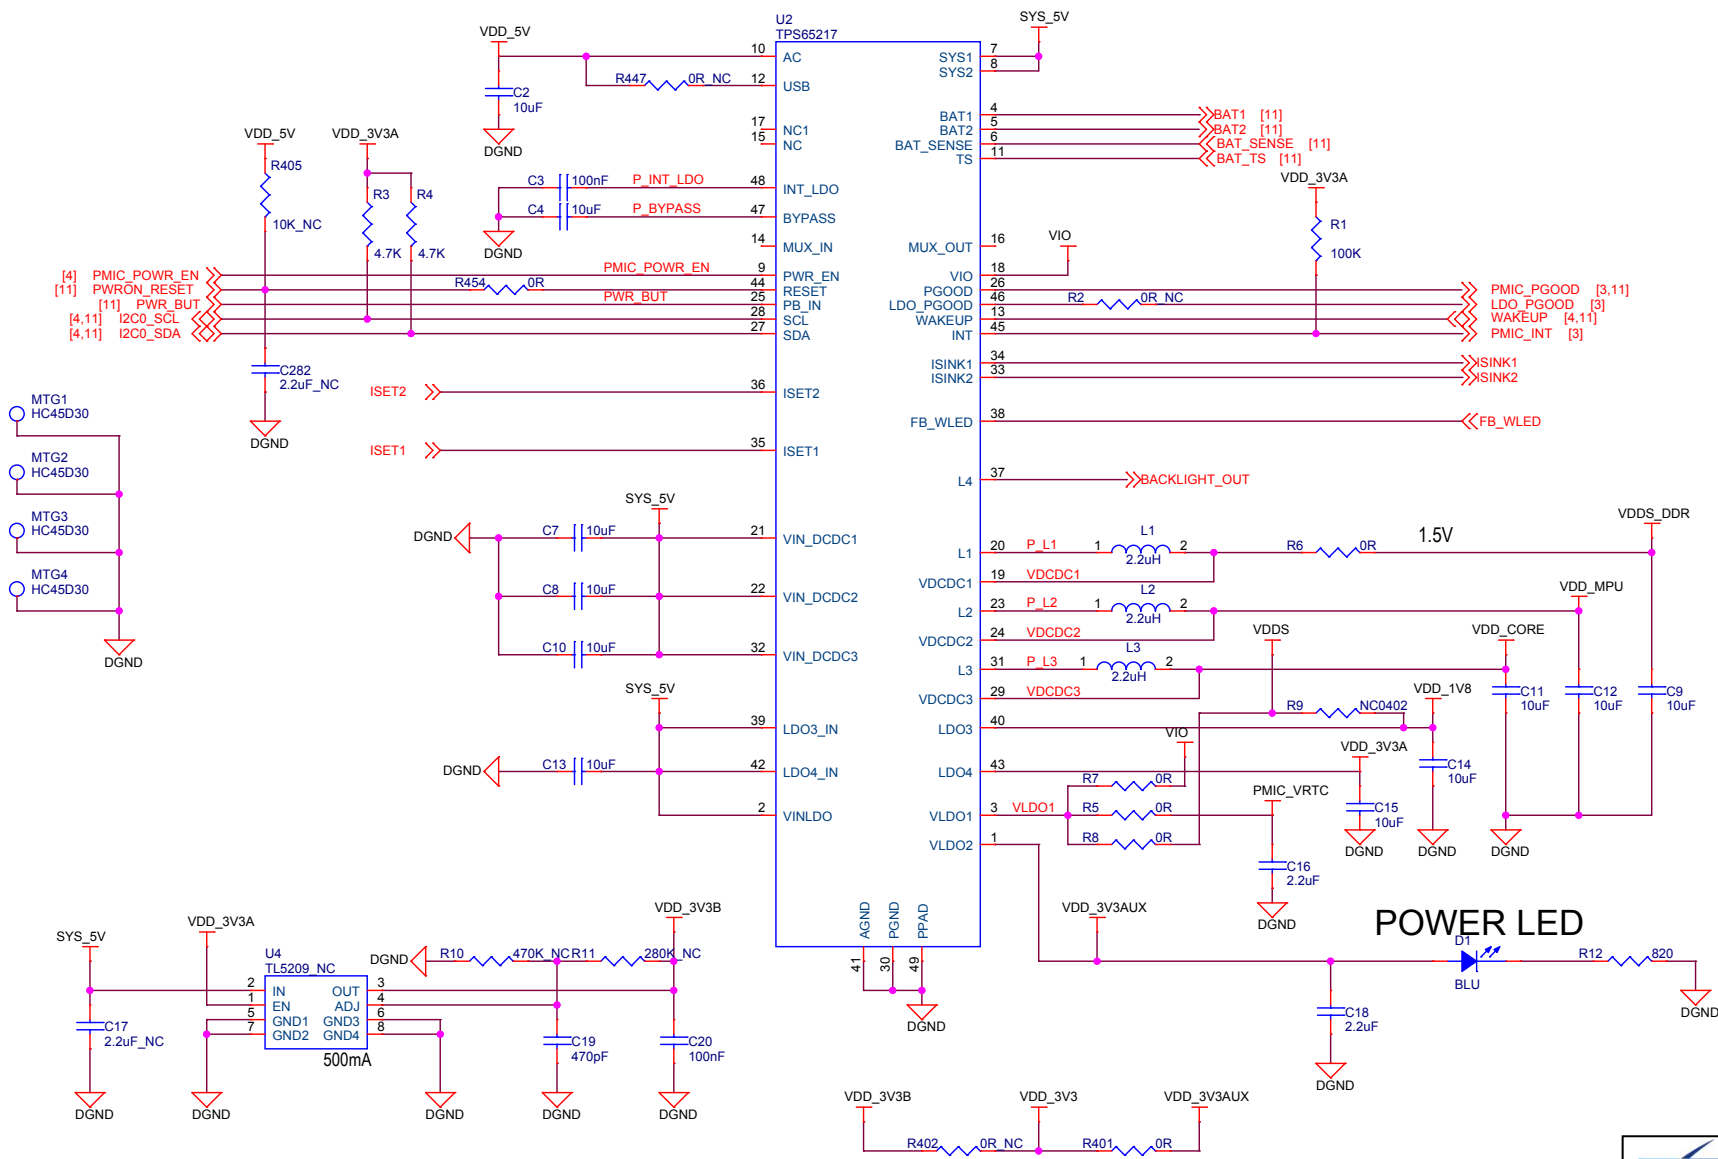 U2
TPS65217
VDD_5V
SYS_5V
10 AC
SYS1 7
SYS2 8
R447 0R_NC 12 USB
C2
10uF
DGND
BAT1 4 BAT1 [11]
BAT2 5 BAT2 [11]
BAT_SENSE 6 BAT_SENSE [11]
TS 11 BAT_TS [11]
17 NC1
15 NC
VDD_5V
VDD_3V3A
VDD_3V3A
R405
10K_NC
R3
4.7K
R4
4.7K
C3 100nF P_INT_LDO 48 INT_LDO
C4 10uF P_BYPASS 47 BYPASS
DGND
R1
100K
14 MUX_IN
MUX_OUT 16
VIO
VIO 18
[4] PMIC_POWR_EN PMIC_POWR_EN 9 PWR_EN
[11] PWRON_RESET R454 0R 44 RESET
[11] PWR_BUT PWR_BUT 25 PB_IN
[4,11] I2C0_SCL 28 SCL
[4,11] I2C0_SDA 27 SDA
PGOOD 26 PMIC_PGOOD [3,11]
LDO_PGOOD 46 R2 0R_NC LDO_PGOOD [3]
WAKEUP 13 WAKEUP [4,11]
INT 45 PMIC_INT [3]
C282
2.2uF_NC
DGND
ISINK1 34 ISINK1
ISINK2 33 ISINK2
ISET2 36 ISET2
FB_WLED 38 FB_WLED
ISET1 35 ISET1
L4 37 BACKLIGHT_OUT
MTG1
HC45D30
MTG2
HC45D30
MTG3
HC45D30
MTG4
HC45D30
DGND
SYS_5V
DGND C7 10uF 21 VIN_DCDC1
C8 10uF 22 VIN_DCDC2
C10 10uF 32 VIN_DCDC3
SYS_5V
39 LDO3_IN
DGND C13 10uF 42 LDO4_IN
2 VINLDO
L1 20 P_L1 1 L1 2 2.2uH R6 0R 1.5V VDDS_DDR
VDCDC1 19 VDCDC1
L2 23 P_L2 1 L2 2 2.2uH VDD_MPU
VDCDC2 24 VDCDC2
L3 31 P_L3 1 L3 2 2.2uH VDDS VDD_CORE
VDCDC3 29 VDCDC3
C11
10uF
C12
10uF
C9
10uF
R9 NC0402 VDD_1V8
LDO3 40
LDO4 43 VIO VDD_3V3A
C14
10uF
R7 0R
VLDO1 3 VLDO1 R5 0R PMIC_VRTC
R8 0R
VLDO2 1
C15
10uF
DGND
DGND
DGND
C16
2.2uF
DGND
AGND PGND PPAD
41 30 49
DGND
VDD_3V3AUX
POWER LED
D1
BLU
R12 820
DGND
C18
2.2uF
DGND
SYS_5V
VDD_3V3A
VDD_3V3B
U4
TL5209_NC
DGND R10 470K_NC R11 280K_NC
2 IN OUT 3
1 EN ADJ 4
5 GND1 GND3 6
7 GND2 GND4 8
500mA
C17
2.2uF_NC
C19
470pF
C20
100nF
DGND
DGND
DGND
DGND
DGND
VDD_3V3B
VDD_3V3
VDD_3V3AUX
R402 0R_NC
R401 0R